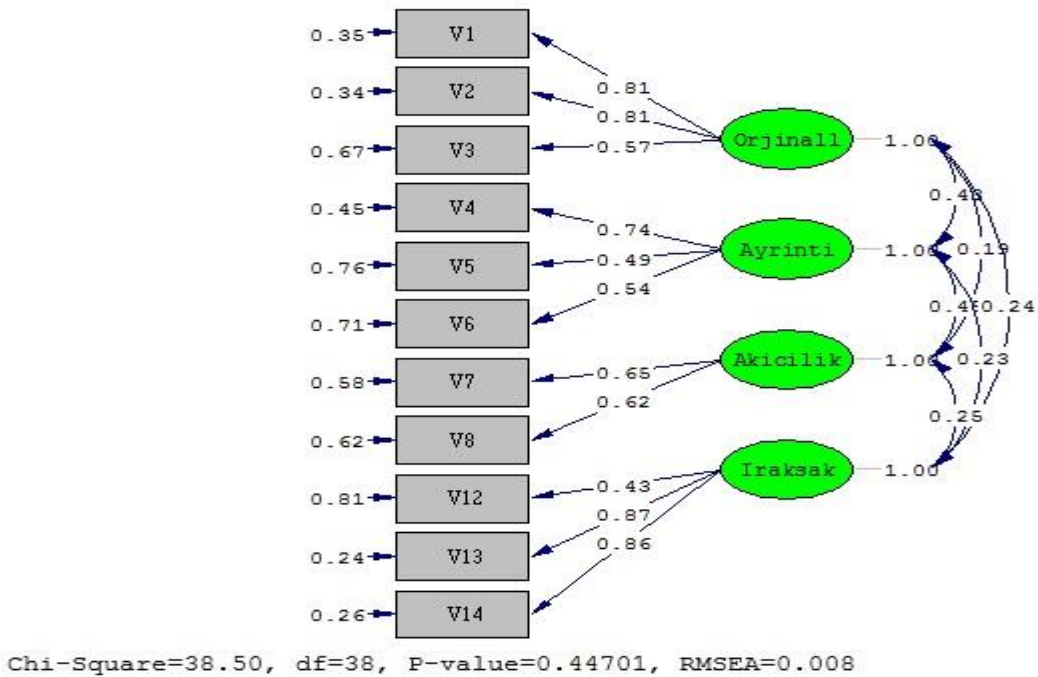 0.35 V1
0.81
0.34 V2
0.81
Orjinall 1.00
0.67 V3 0.57
0.45 V4
0.74
Ayrinti 1.00 0.19
0.76 V5 0.49
0.54
0.24
0.71 V6
Akicilik 1.00 0.23
0.58 V7 0.65
0.62
0.25
0.62 V8
Iraksak 1.00
0.81 V12 0.43
0.87
0.24 V13
0.86
0.26 V14
Chi-Square=38.50, df=38, P-value=0.44701, RMSEA=0.008